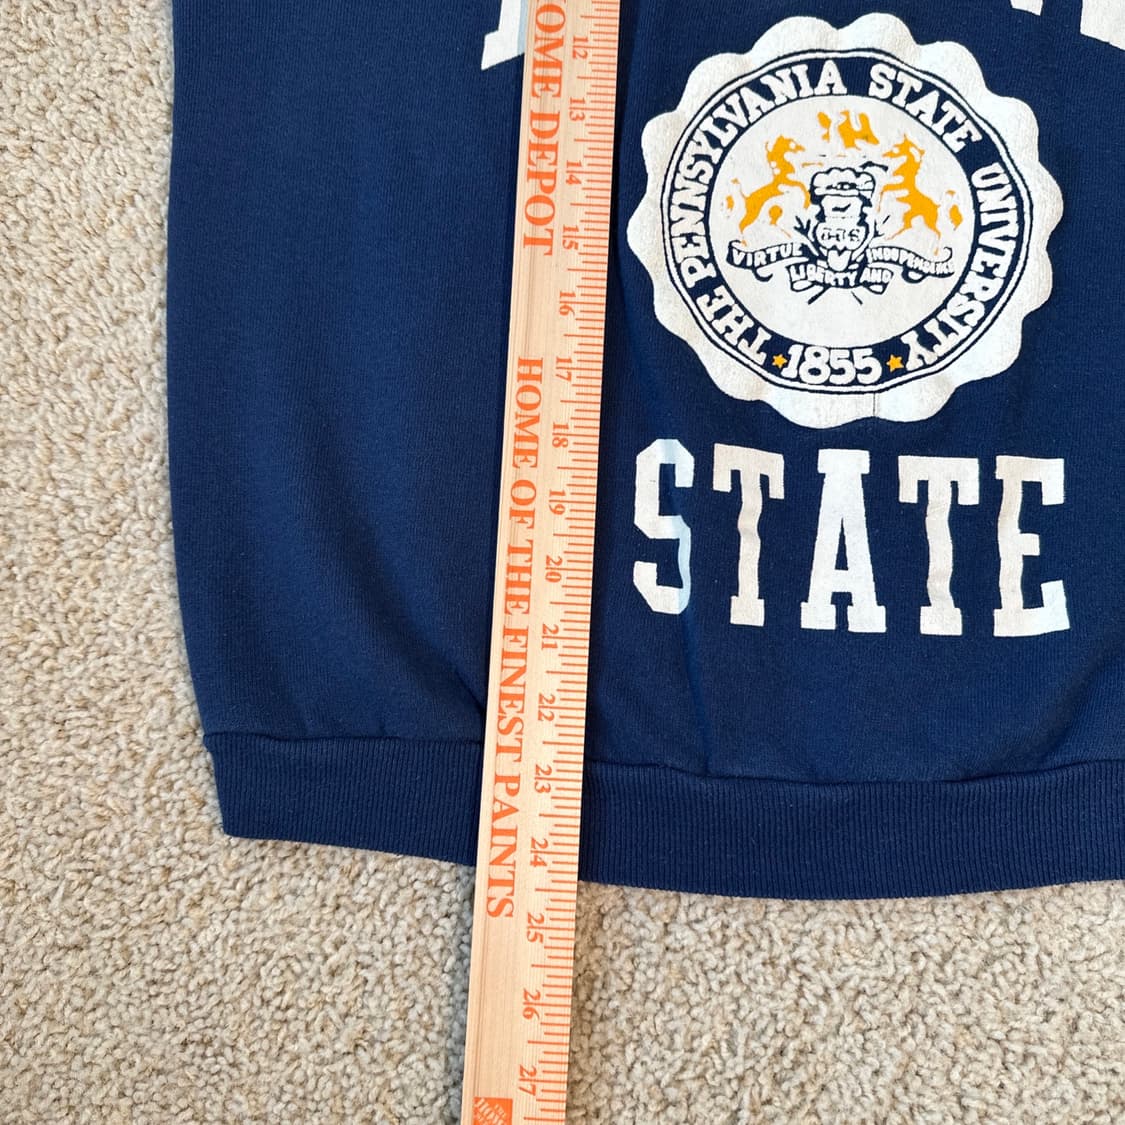 THE PENNSYLVANIA STATE UNIVERSITY
VIRTUE
LIBERTY AND
INDEPENDENCE
★ 1855 ★
STATE
OME DEPOT
HOME OF THE FINEST PAINTS
12
13
14
15
16
17
18
19
20
21
22
23
24
25
26
27